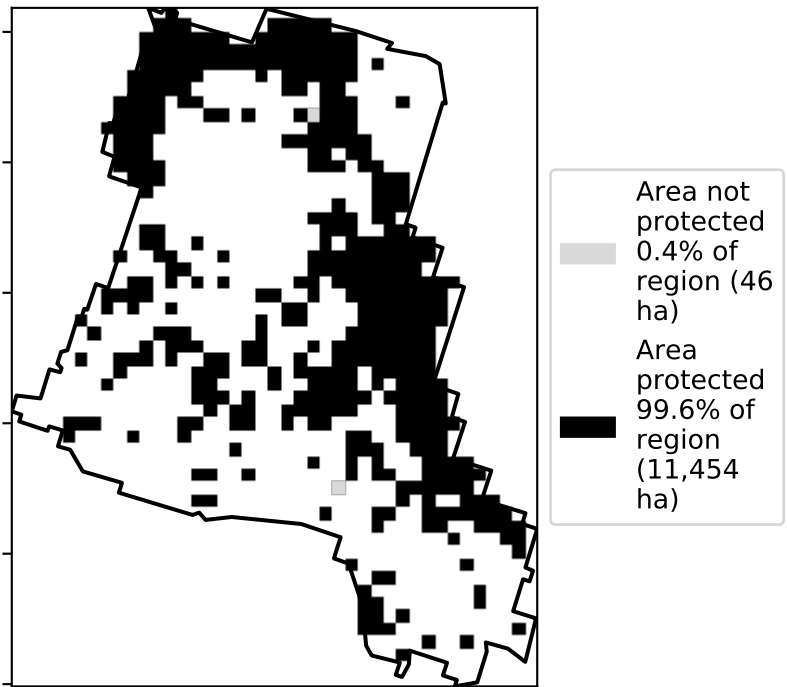 Area not
protected
0.4% of
region (46
ha)
Area
protected
99.6% of
region
(11,454
ha)